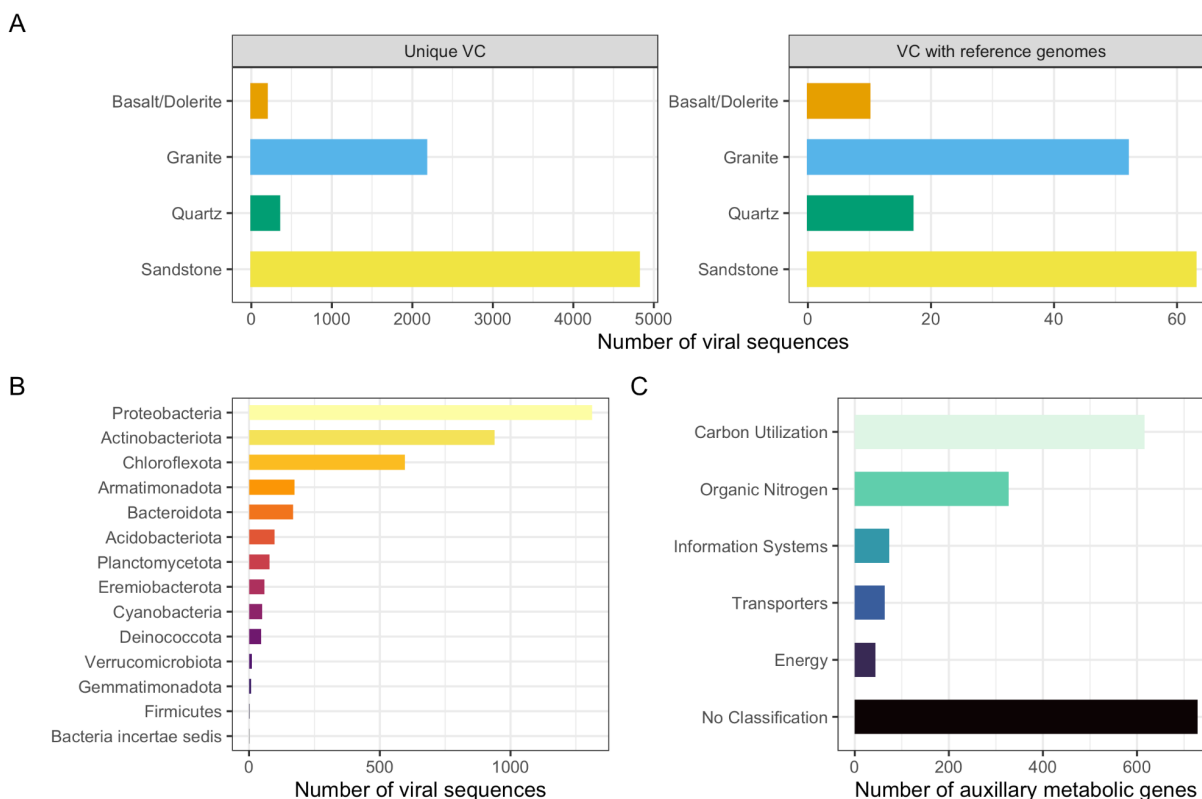 A
Unique VC
VC with reference genomes
Basalt/Dolerite
Granite
Quartz
Sandstone
0 1000 2000 3000 4000 5000
Basalt/Dolerite
Granite
Quartz
Sandstone
0 20 40 60
Number of viral sequences
B
Proteobacteria
Actinobacteriota
Chloroflexota
Armatimonadota
Bacteroidota
Acidobacteriota
Planctomycetota
Eremiobacterota
Cyanobacteria
Deinococcota
Verrucomicrobiota
Gemmatimonadota
Firmicutes
Bacteria incertae sedis
0 500 1000
Number of viral sequences
C
Carbon Utilization
Organic Nitrogen
Information Systems
Transporters
Energy
No Classification
0 200 400 600
Number of auxillary metabolic genes